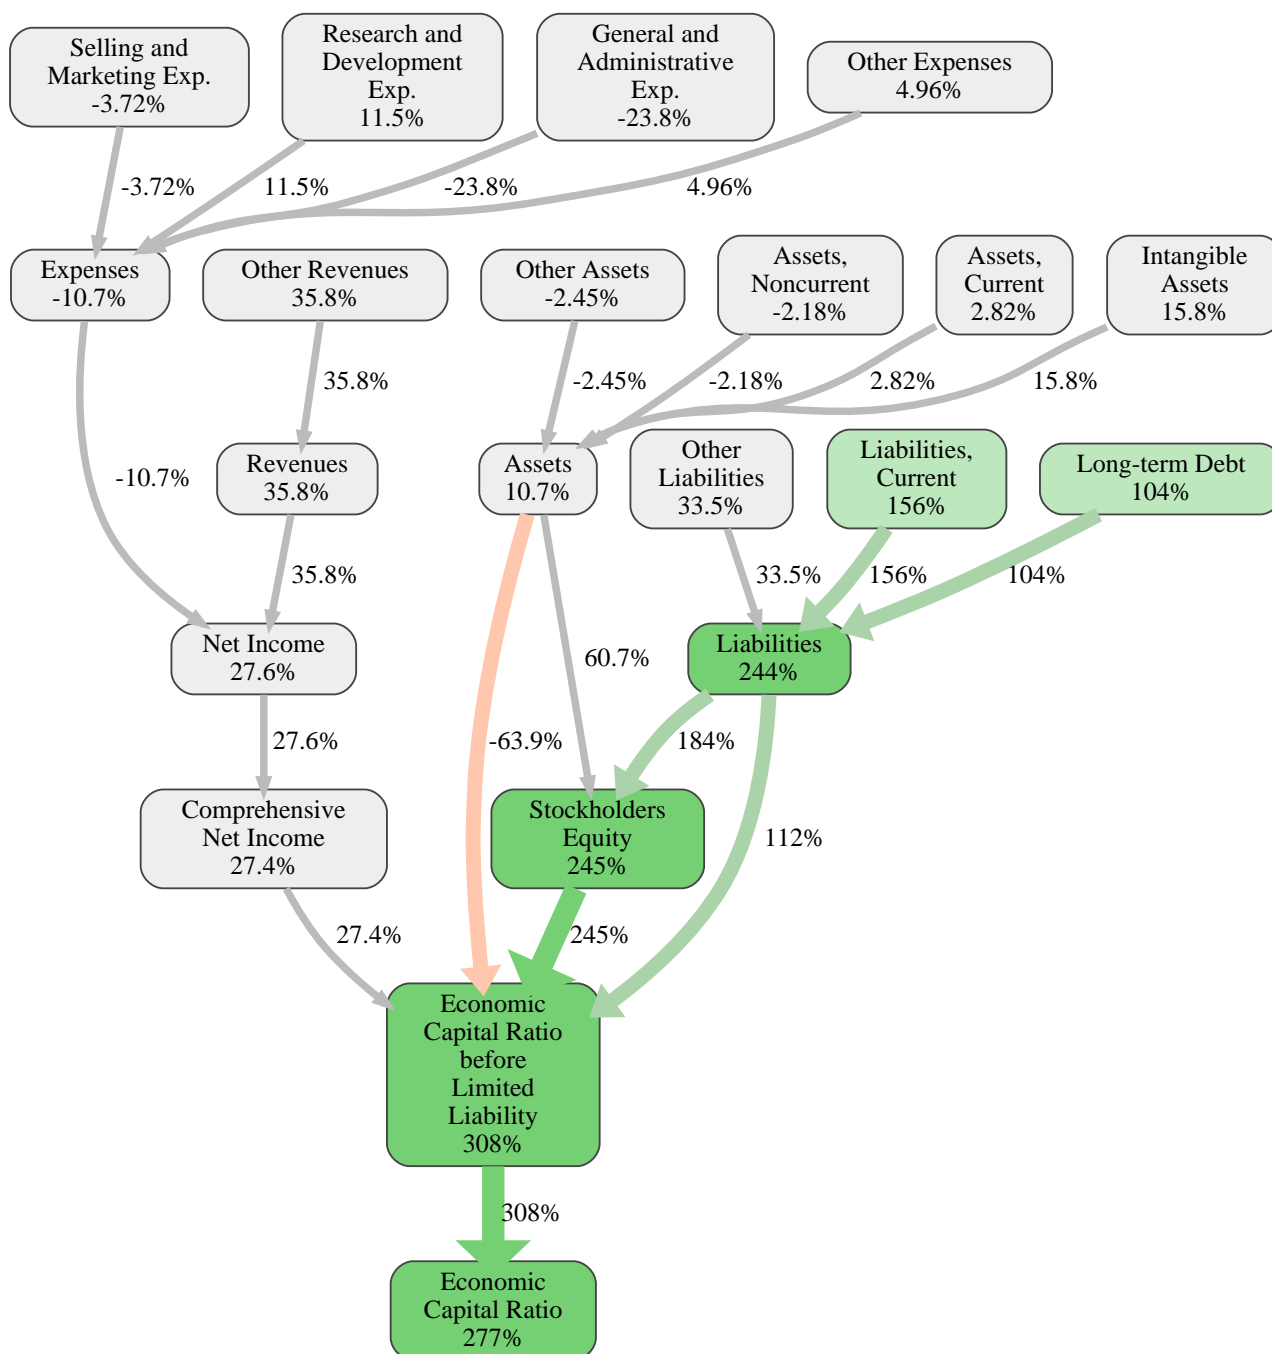 Selling and
Marketing Exp.
-3.72%
Research and
Development
Exp.
11.5%
General and
Administrative
Exp.
-23.8%
Other Expenses
4.96%
-3.72%
11.5%
-23.8%
4.96%
Expenses
-10.7%
Other Revenues
35.8%
Other Assets
-2.45%
Assets,
Noncurrent
-2.18%
Assets,
Current
2.82%
Intangible
Assets
15.8%
35.8%
-2.45%
-2.18%
2.82%
15.8%
-10.7%
Revenues
35.8%
Assets
10.7%
Other
Liabilities
33.5%
Liabilities,
Current
156%
Long-term Debt
104%
35.8%
33.5%
156%
104%
Net Income
27.6%
60.7%
Liabilities
244%
27.6%
-63.9%
184%
Comprehensive
Net Income
27.4%
Stockholders
Equity
245%
112%
27.4%
245%
Economic
Capital Ratio
before
Limited
Liability
308%
308%
Economic
Capital Ratio
277%